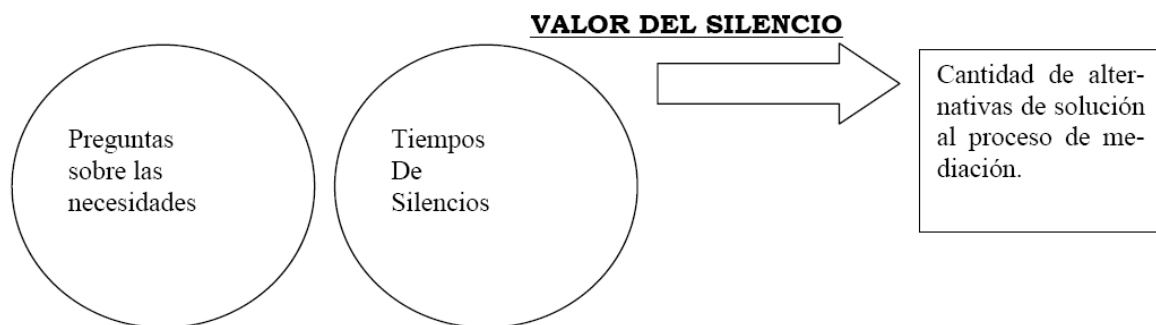 VALOR DEL SILENCIO
Preguntas
sobre las
necesidades
Tiempos
De
Silencios
Cantidad de alter-
nativas de solución
al proceso de me-
diación.